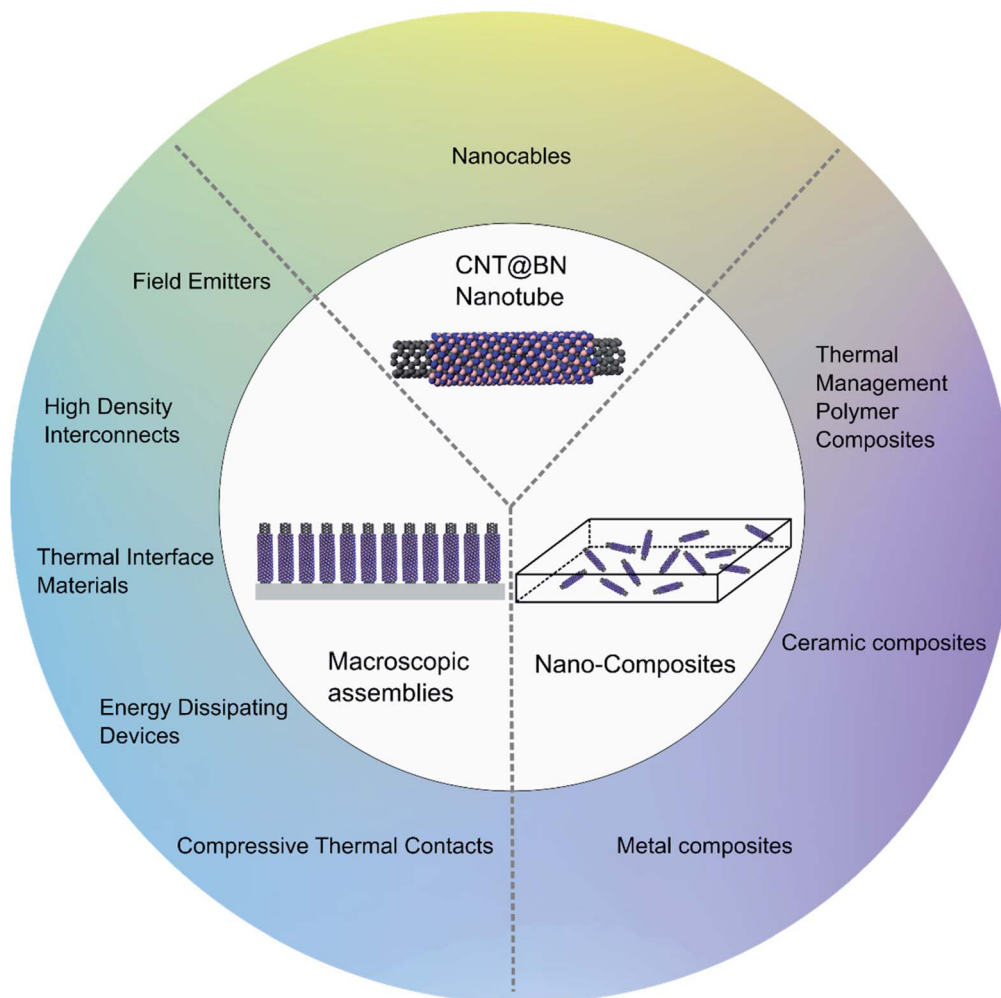 Nanocables
CNT@BN
Nanotube
Field Emitters
High Density
Interconnects
Thermal Interface
Materials
Energy Dissipating
Devices
Compressive Thermal Contacts
Macroscopic
assemblies
Nano-Composites
Thermal
Management
Polymer
Composites
Ceramic composites
Metal composites